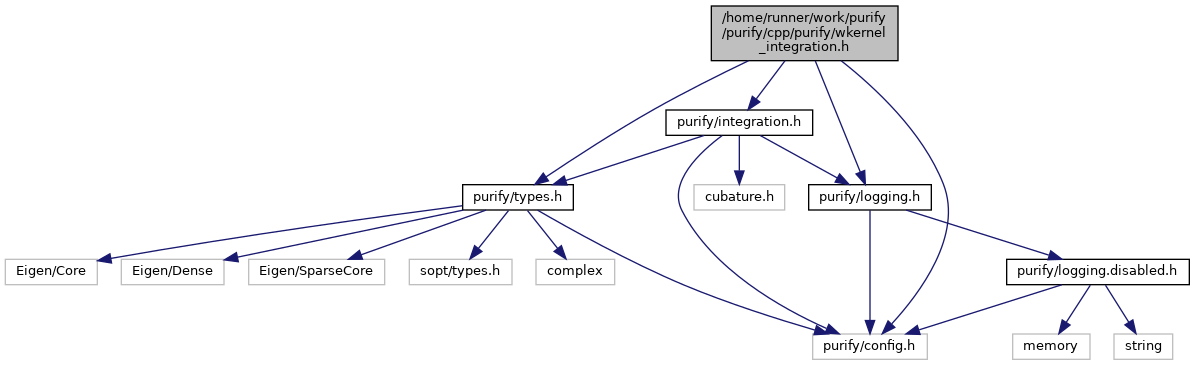 /home/runner/work/purify
/purify/cpp/purify/wkernel
_integration.h
purify/integration.h
purify/types.h
cubature.h
purify/logging.h
Eigen/Core
Eigen/Dense
Eigen/SparseCore
sopt/types.h
complex
purify/logging.disabled.h
purify/config.h
memory
string